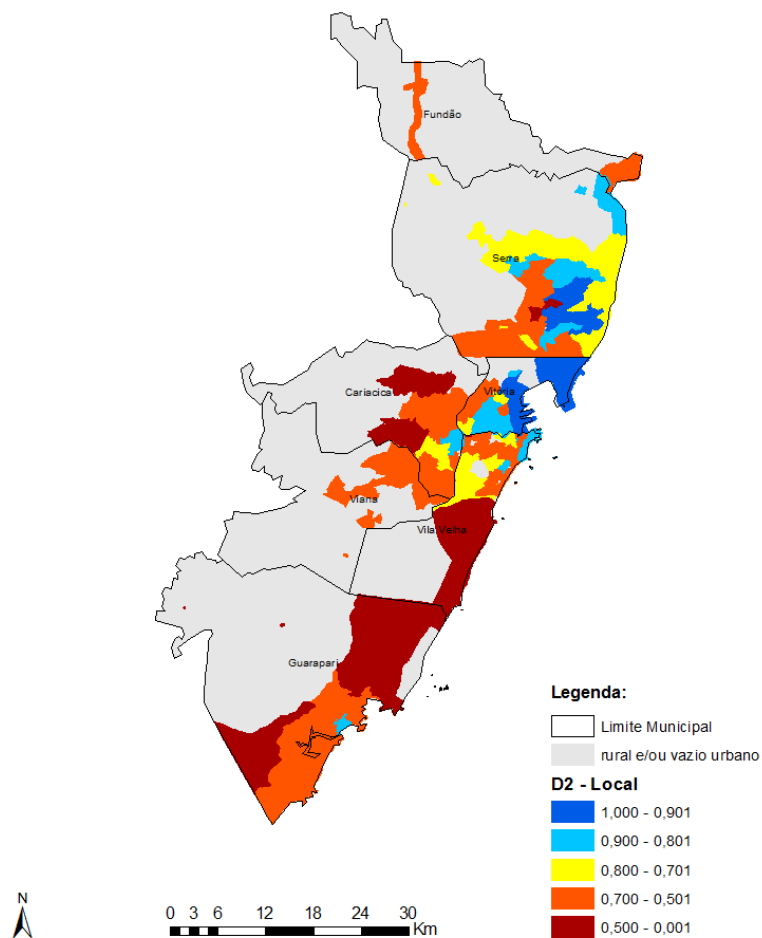 Fundão
Serra
Cariacica
Vitória
Viana
Vila Velha
Guarapari
Legenda:
Limite Municipal
rural e/ou vazio urbano
D2 - Local
1,000 - 0,901
0,900 - 0,801
0,800 - 0,701
0,700 - 0,501
0,500 - 0,001
N
0 3 6 12 18 24 30
Km